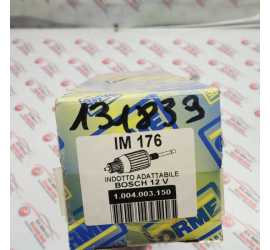 131833
IM 176
INDOTTO ADATTABILE
BOSCH 12 V
1.004.003.150